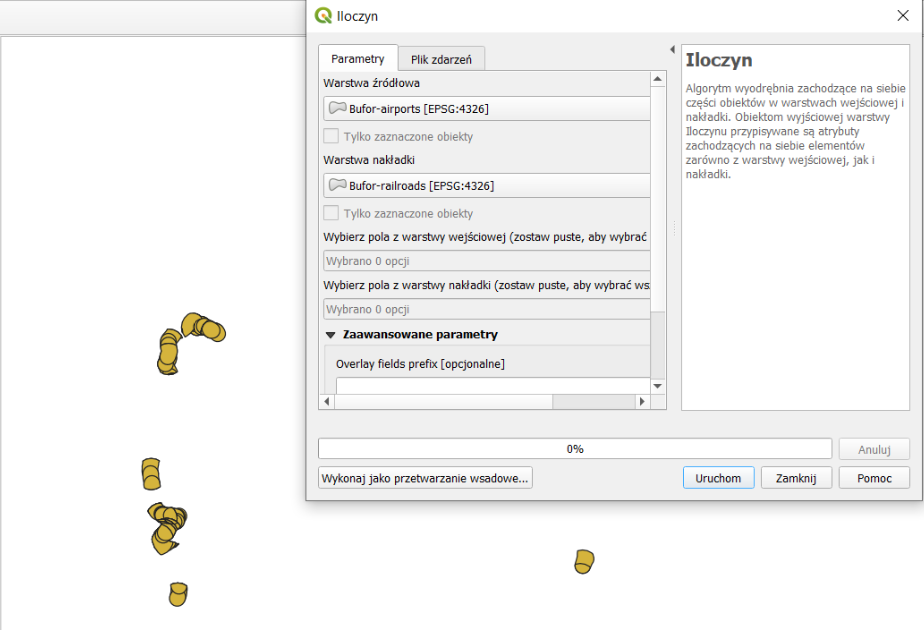 Iloczyn
Parametry
Plik zdarzeń
Warstwa źródłowa
Bufor-airports [EPSG:4326]
Tylko zaznaczone obiekty
Warstwa nakładki
Bufor-railroads [EPSG:4326]
Tylko zaznaczone obiekty
Wybierz pola z warstwy wejściowej (zostaw puste, aby wybrać
Wybrano 0 opcji
Wybierz pola z warstwy nakładki (zostaw puste, aby wybrać ws
Wybrano 0 opcji
Zaawansowane parametry
Overlay fields prefix [opcjonalne]
Iloczyn
Algorytm wyodrębnia zachodzące na siebie
części obiektów w warstwach wejściowej i
nakładki. Obiektom wyjściowej warstwy
Iloczynu przypisywane są atrybuty
zachodzących na siebie elementów
zarówno z warstwy wejściowej, jak i
nakładki.
0%
Anuluj
Wykonaj jako przetwarzanie wsadowe...
Uruchom
Zamknij
Pomoc